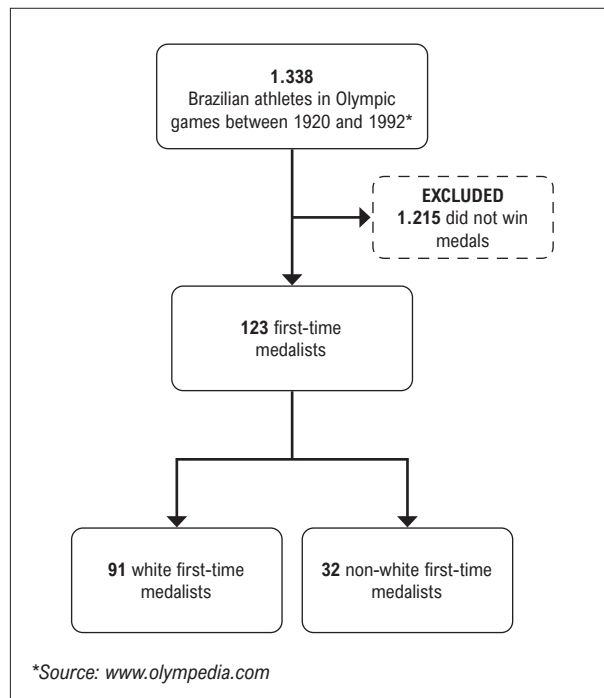 1.338
Brazilian athletes in Olympic
games between 1920 and 1992*
EXCLUDED
1.215 did not win
medals
123 first-time
medalists
91 white first-time
medalists
32 non-white first-time
medalists
*Source: www.olympedia.com